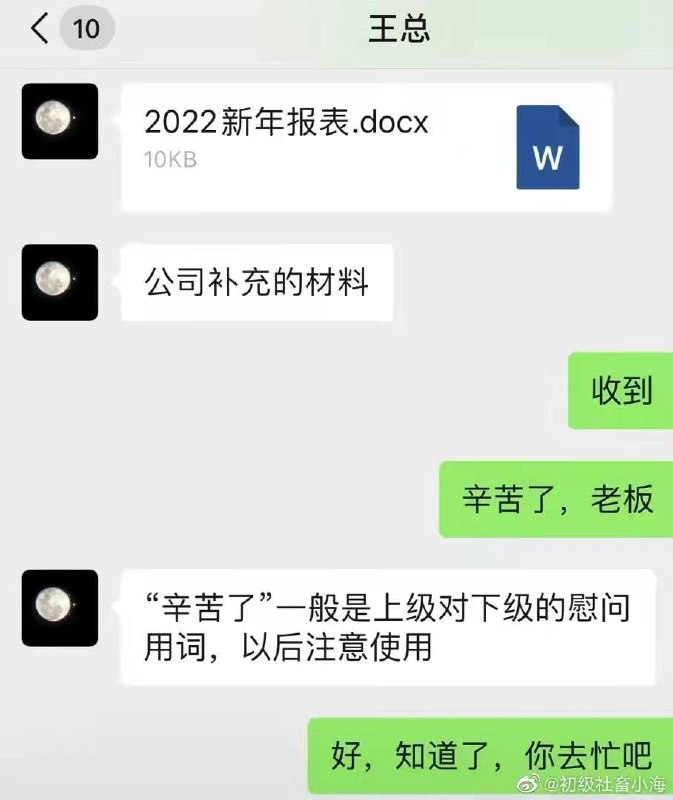 10
王总
2022新年报表.docx
10KB
W
公司补充的材料
收到
辛苦了，老板
“辛苦了”一般是上级对下级的慰问
用词，以后注意使用
好，知道了，你去忙吧
@初级社畜小海